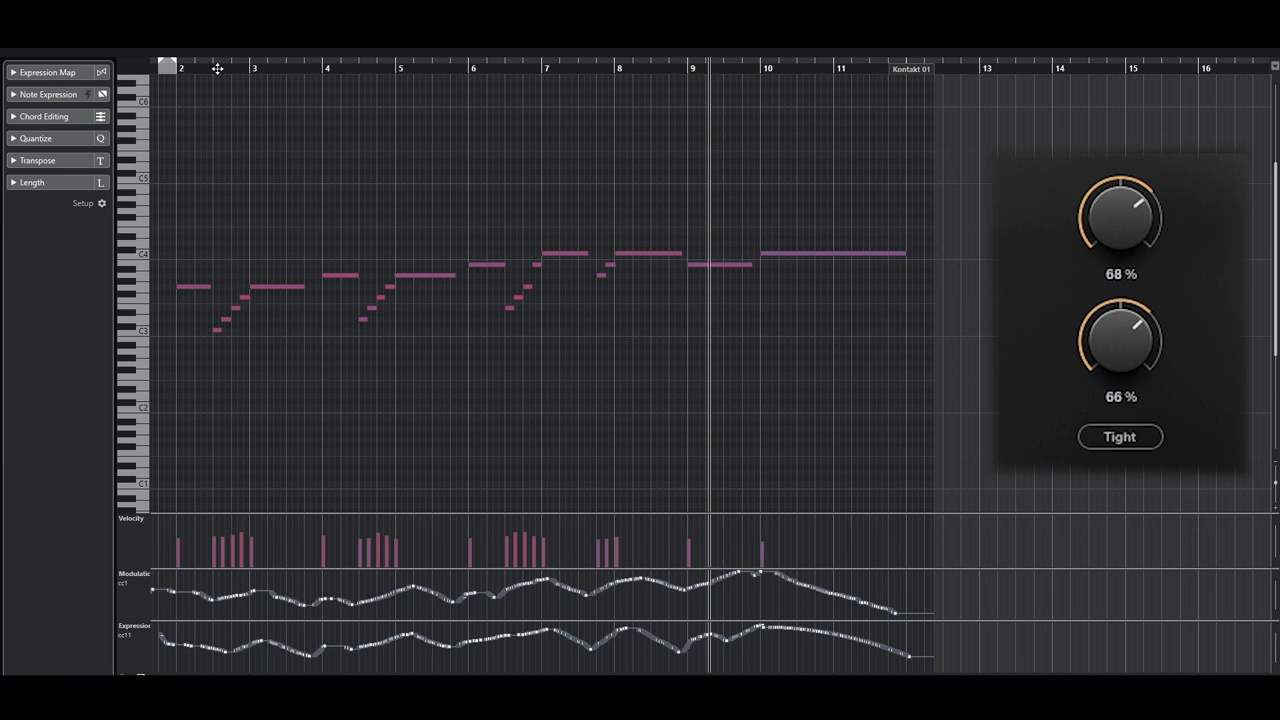 2 3 4 5 6 7 8 9 10 11 Kontakt 01 13 14 15 16
Expression Map
Note Expression
Chord Editing
Quantize Q
Transpose T
Length L
Setup
C6
C5
C4
C3
C2
C1
68 %
66 %
Tight
Velocity
Modulatio
cc1
Expression
cc11